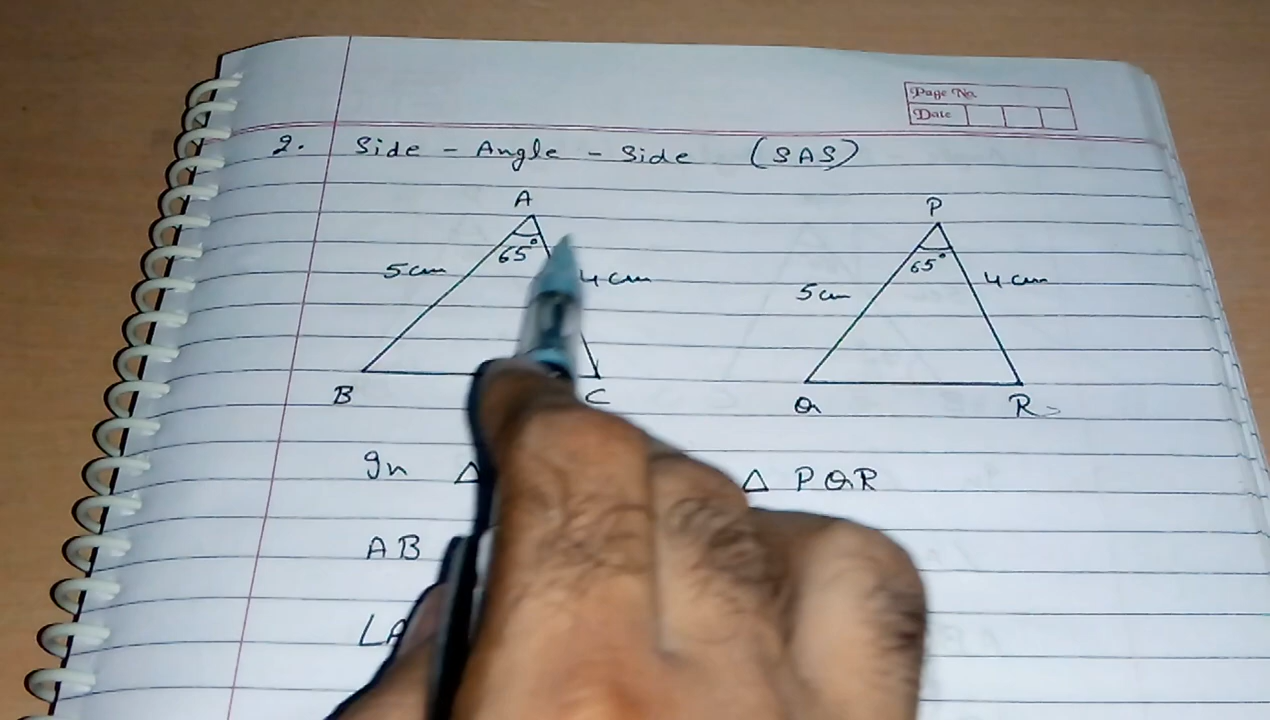 Page No.
Date
2. Side - Angle - Side (SAS)
A
P
65°
65°
5cm
4cm
5cm
4cm
B
C
Q
R
In △
△ PQR
AB
∠A